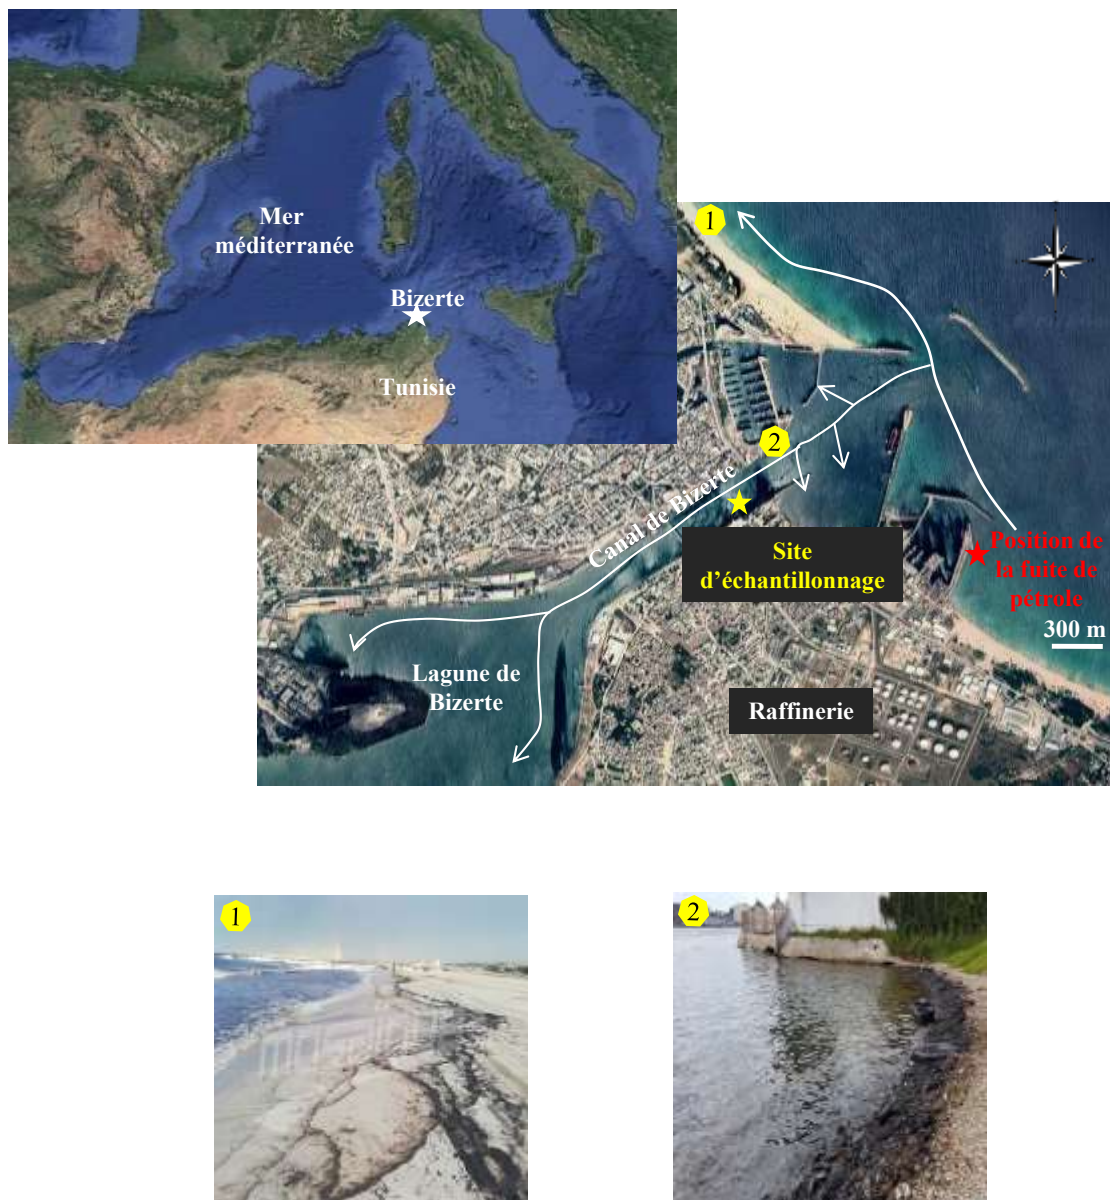 Mer
méditerranée
Bizerte
Tunisie
1
2
Canal de Bizerte
Site
d'échantillonnage
Position de
la fuite de
pétrole
300 m
Lagune de
Bizerte
Raffinerie
1
2